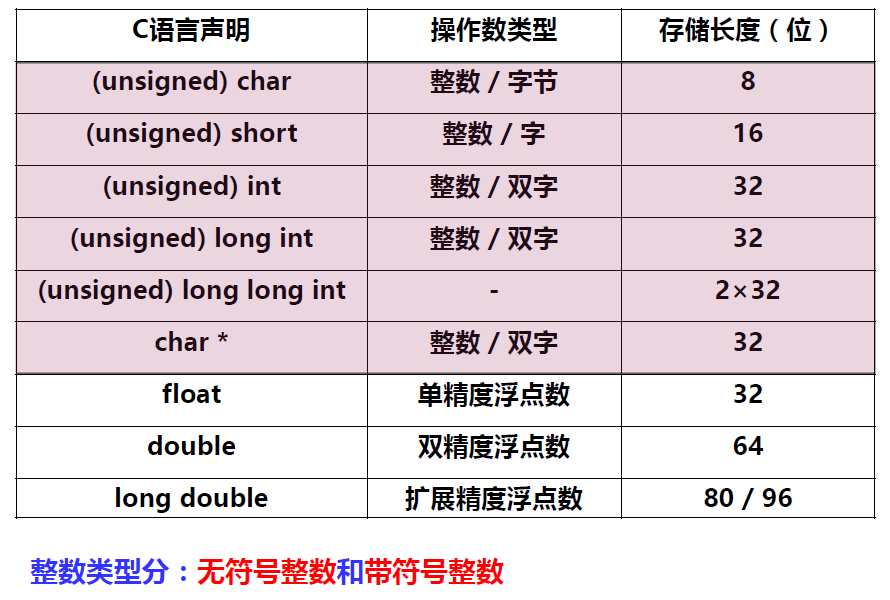 C语言声明 操作数类型 存储长度（位）
(unsigned) char 整数 / 字节 8
(unsigned) short 整数 / 字 16
(unsigned) int 整数 / 双字 32
(unsigned) long int 整数 / 双字 32
(unsigned) long long int - 2×32
char * 整数 / 双字 32
float 单精度浮点数 32
double 双精度浮点数 64
long double 扩展精度浮点数 80 / 96
整数类型分：无符号整数和带符号整数